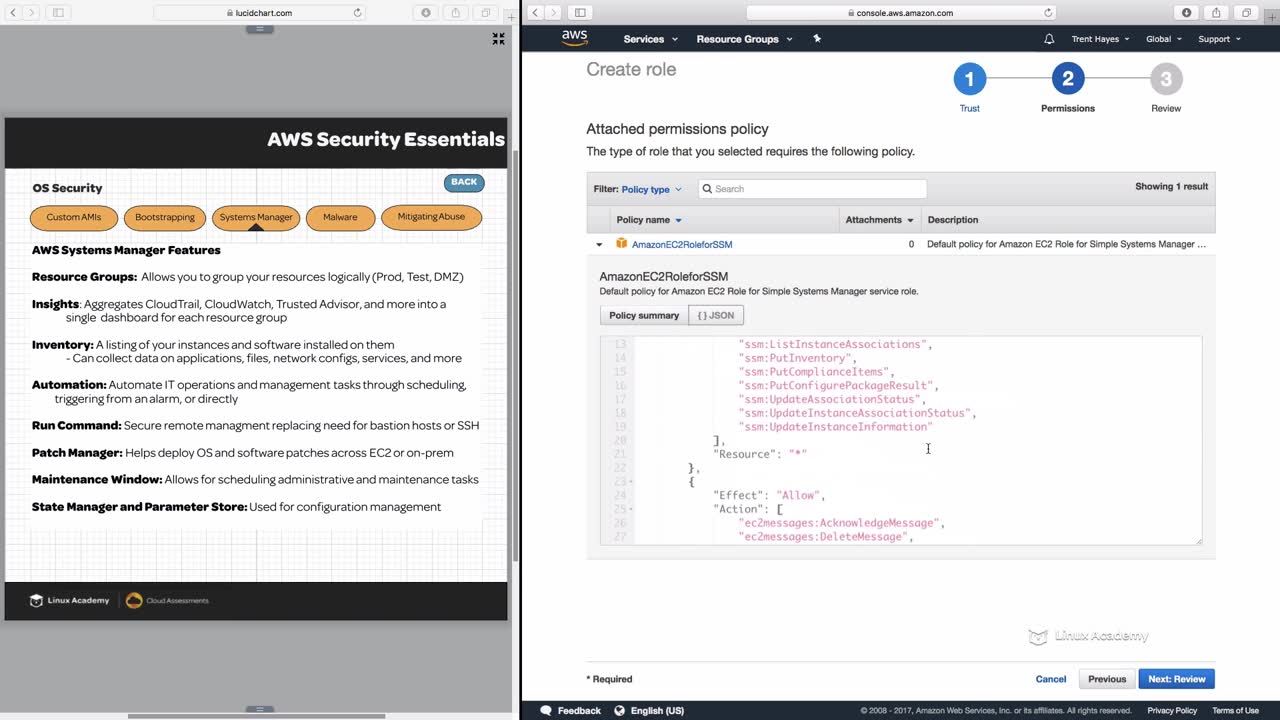 lucidchart.com
AWS Security Essentials
OS Security
BACK
Custom AMIs
Bootstrapping
Systems Manager
Malware
Mitigating Abuse
AWS Systems Manager Features
Resource Groups: Allows you to group your resources logically (Prod, Test, DMZ)
Insights: Aggregates CloudTrail, CloudWatch, Trusted Advisor, and more into a
single dashboard for each resource group
Inventory: A listing of your instances and software installed on them
- Can collect data on applications, files, network configs, services, and more
Automation: Automate IT operations and management tasks through scheduling,
triggering from an alarm, or directly
Run Command: Secure remote managment replacing need for bastion hosts or SSH
Patch Manager: Helps deploy OS and software patches across EC2 or on-prem
Maintenance Window: Allows for scheduling administrative and maintenance tasks
State Manager and Parameter Store: Used for configuration management
Linux Academy
Cloud Assessments
console.aws.amazon.com
aws
Services
Resource Groups
Trent Hayes
Global
Support
Create role
1
2
3
Trust
Permissions
Review
Attached permissions policy
The type of role that you selected requires the following policy.
Filter: Policy type
Search
Showing 1 result
Policy name
Attachments
Description
AmazonEC2RoleforSSM
0
Default policy for Amazon EC2 Role for Simple Systems Manager ...
AmazonEC2RoleforSSM
Default policy for Amazon EC2 Role for Simple Systems Manager service role.
Policy summary
{ } JSON
"ssm:ListInstanceAssociations",
14 "ssm:PutInventory",
15 "ssm:PutComplianceItems",
16 "ssm:PutConfigurePackageResult",
17 "ssm:UpdateAssociationStatus",
18 "ssm:UpdateInstanceAssociationStatus",
19 "ssm:UpdateInstanceInformation"
20 ],
21 "Resource": "*"
22 },
23 {
24 "Effect": "Allow",
25 "Action": [
26 "ec2messages:AcknowledgeMessage",
27 "ec2messages:DeleteMessage",
Linux Academy
* Required
Cancel
Previous
Next: Review
Feedback
English (US)
© 2008 - 2017, Amazon Web Services, Inc. or its affiliates. All rights reserved.
Privacy Policy
Terms of Use